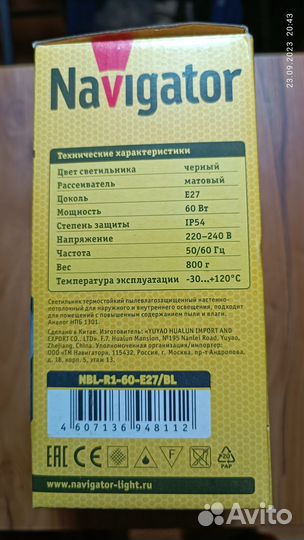 23.09.2023 20:43
Navigator
Технические характеристики
Цвет светильника черный
Рассеиватель матовый
Цоколь E27
Мощность 60 Вт
Степень защиты IP54
Напряжение 220–240 В
Частота 50/60 Гц
Вес 800 г
Температура эксплуатации -30...+120°C
Светильник термостойкий пылевлагозащищенный настенно-
потолочный для наружного и внутреннего освещения, подходит
для помещений с повышенным содержанием пыли и влаги.
Аналог НПБ 1301
Сделано в Китае. Изготовитель: «YUYAO HUALUN IMPORT AND
EXPORT CO., LTD». E.7. Hualun Mansion, №195 Nanlei Road, Yuyao,
Zhejiang, China. Уполномоченная организация/импортер:
ООО «ТМ Навигатор», 115432, Россия, г. Москва, пр-т Андропова,
д. 18, корп. 5, этаж 13.
NBL-R1-60-E27/BL
4 607136 948112
EAC CE F 20 PAP
www.navigator-light.ru
Avito